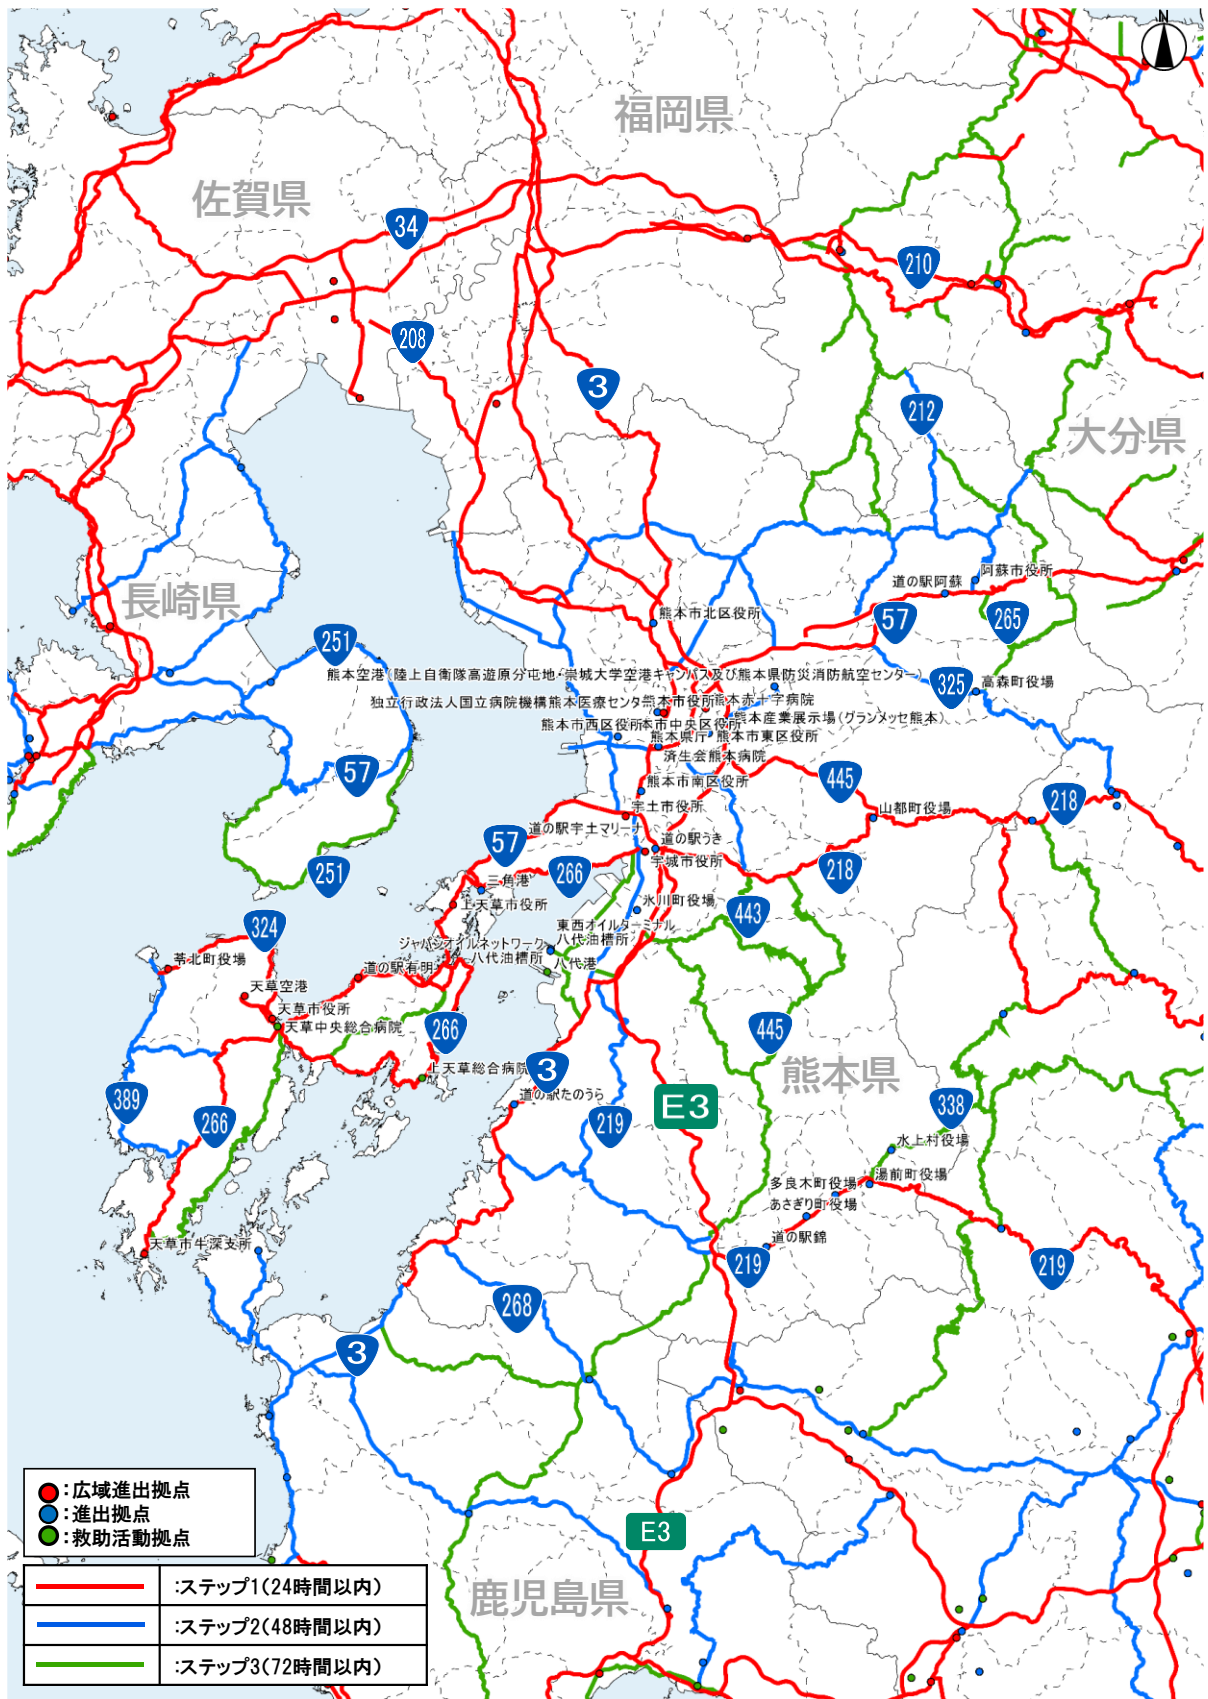 N
福岡県
佐賀県
34
210
208
3
212
大分県
道の駅阿蘇
阿蘇市役所
長崎県
熊本市北区役所
57
265
251
熊本空港(陸上自衛隊高遊原分屯地・崇城大学空港キャンパス及び熊本県防災消防航空センター)
325
高森町役場
独立行政法人国立病院機構熊本医療センター
熊本市役所
熊本赤十字病院
熊本市西区役所
熊本市中央区役所
熊本産業展示場(グランメッセ熊本)
熊本県庁
熊本市東区役所
済生会熊本病院
57
熊本市南区役所
445
218
宇土市役所
山都町役場
道の駅宇土マリーナ
57
道の駅うき
宇城市役所
251
266
218
三角港
上天草市役所
氷川町役場
443
324
東西オイルターミナル
八代油槽所
ジャパンオイルネットワーク
八代油槽所
苓北町役場
道の駅有明
八代港
天草空港
天草市役所
天草中央総合病院
266
445
熊本県
上天草総合病院
3
389
道の駅たのうら
E3
338
266
219
水上村役場
湯前町役場
多良木町役場
あさぎり町役場
天草市牛深支所
道の駅錦
219
219
268
3
:広域進出拠点
:進出拠点
:救助活動拠点
E3
:ステップ1(24時間以内)
鹿児島県
:ステップ2(48時間以内)
:ステップ3(72時間以内)